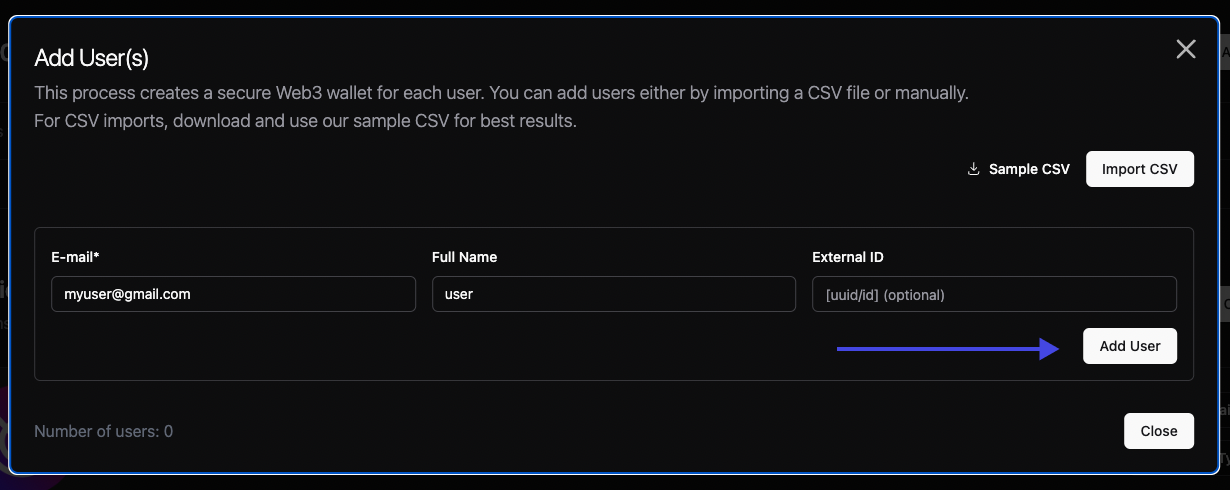 Add User(s)
This process creates a secure Web3 wallet for each user. You can add users either by importing a CSV file or manually.
For CSV imports, download and use our sample CSV for best results.
Sample CSV
Import CSV
E-mail*
Full Name
External ID
myuser@gmail.com
user
[uuid/id] (optional)
Add User
Number of users: 0
Close